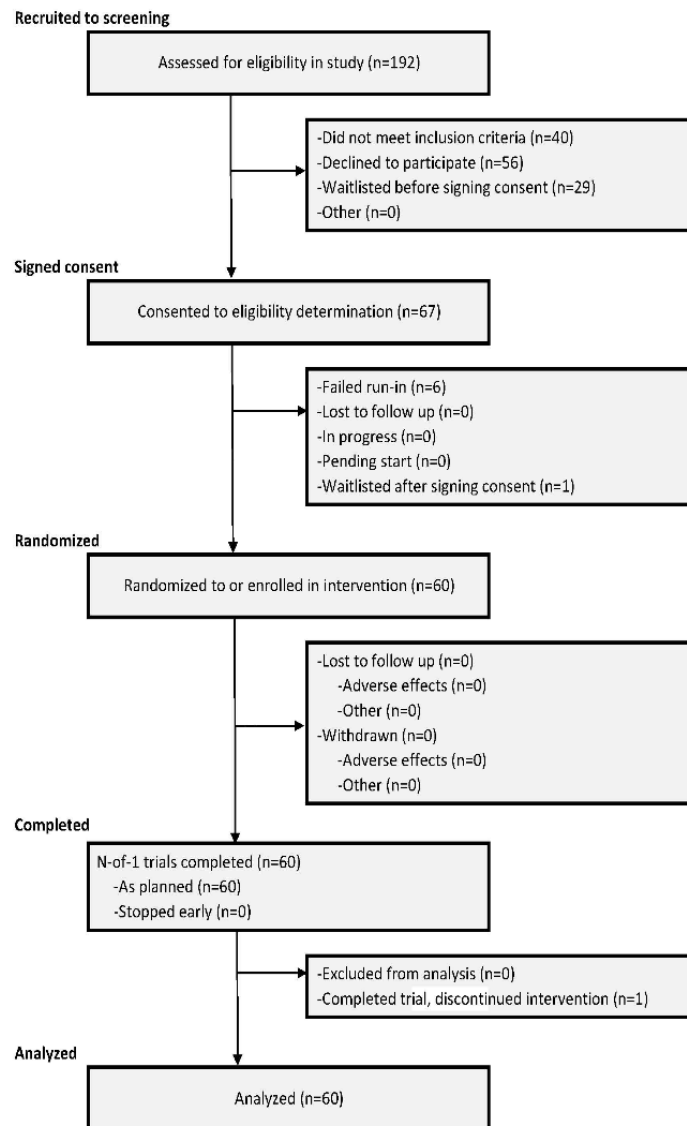 Recruited to screening
Assessed for eligibility in study (n=192)
-Did not meet inclusion criteria (n=40)
-Declined to participate (n=56)
-Waitlisted before signing consent (n=29)
-Other (n=0)
Signed consent
Consented to eligibility determination (n=67)
-Failed run-in (n=6)
-Lost to follow up (n=0)
-In progress (n=0)
-Pending start (n=0)
-Waitlisted after signing consent (n=1)
Randomized
Randomized to or enrolled in intervention (n=60)
-Lost to follow up (n=0)
-Adverse effects (n=0)
-Other (n=0)
-Withdrawn (n=0)
-Adverse effects (n=0)
-Other (n=0)
Completed
N-of-1 trials completed (n=60)
-As planned (n=60)
-Stopped early (n=0)
-Excluded from analysis (n=0)
-Completed trial, discontinued intervention (n=1)
Analyzed
Analyzed (n=60)